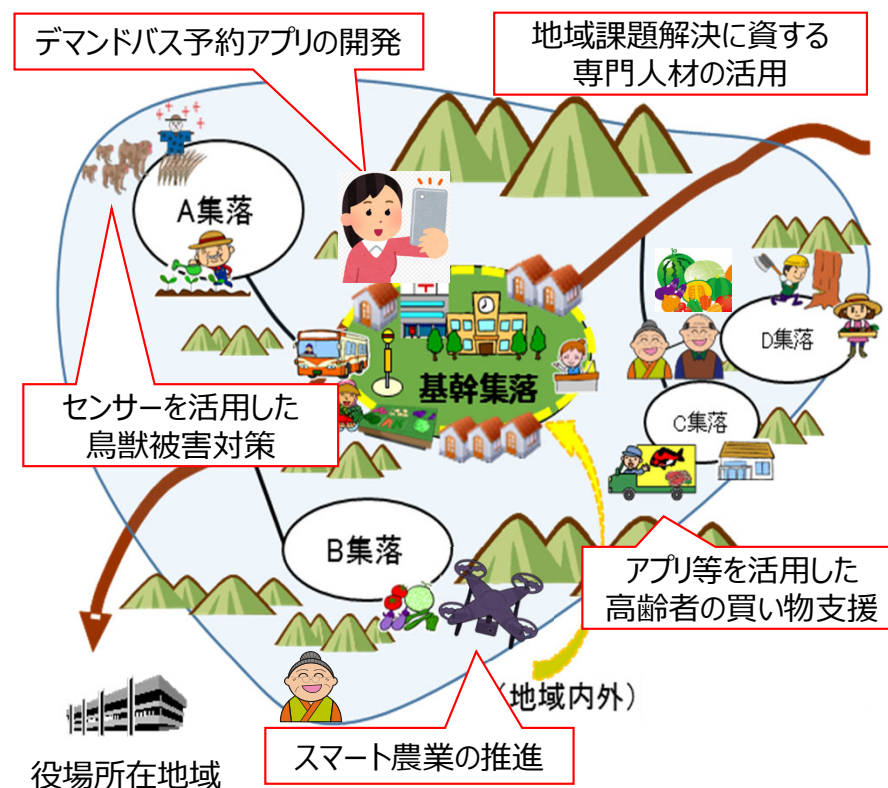 デマンドバス予約アプリの開発
地域課題解決に資する
専門人材の活用
A集落
D集落
基幹集落
C集落
センサーを活用した
鳥獣被害対策
B集落
アプリ等を活用した
高齢者の買い物支援
地域内外）
スマート農業の推進
役場所在地域